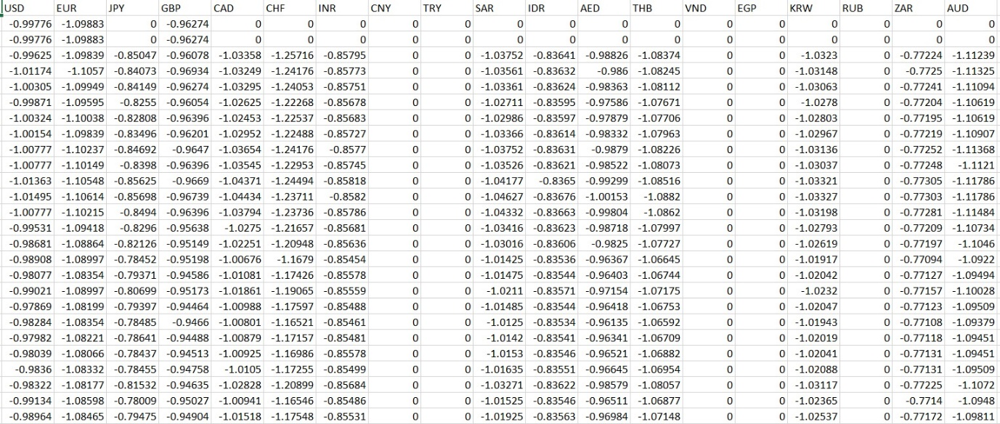 USD EUR JPY GBP CAD CHF INR CNY TRY SAR IDR AED THB VND EGP KRW RUB ZAR AUD
-0.99776 -1.09883 0 -0.96274 0 0 0 0 0 0 0 0 0 0 0 0 0 0 0
-0.99776 -1.09883 0 -0.96274 0 0 0 0 0 0 0 0 0 0 0 0 0 0 0
-0.99625 -1.09839 -0.85047 -0.96078 -1.03358 -1.25716 -0.85795 0 0 -1.03752 -0.83641 -0.98826 -1.08374 0 0 -1.0323 0 -0.77224 -1.11239
-1.01174 -1.1057 -0.84073 -0.96934 -1.03249 -1.24176 -0.85773 0 0 -1.03561 -0.83632 -0.986 -1.08245 0 0 -1.03148 0 -0.7725 -1.11325
-1.00305 -1.09949 -0.84149 -0.96274 -1.03295 -1.24053 -0.85751 0 0 -1.03361 -0.83624 -0.98363 -1.08112 0 0 -1.03063 0 -0.77241 -1.11094
-0.99871 -1.09595 -0.8255 -0.96054 -1.02625 -1.22268 -0.85678 0 0 -1.02711 -0.83595 -0.97586 -1.07671 0 0 -1.0278 0 -0.77204 -1.10619
-1.00324 -1.10038 -0.82808 -0.96396 -1.02453 -1.22537 -0.85683 0 0 -1.02986 -0.83597 -0.97879 -1.07706 0 0 -1.02803 0 -0.77195 -1.10619
-1.00154 -1.09839 -0.83496 -0.96201 -1.02952 -1.22488 -0.85727 0 0 -1.03366 -0.83614 -0.98332 -1.07963 0 0 -1.02967 0 -0.77219 -1.10907
-1.00777 -1.10237 -0.84692 -0.9647 -1.03654 -1.24176 -0.8577 0 0 -1.03752 -0.83631 -0.9879 -1.08226 0 0 -1.03136 0 -0.77252 -1.11368
-1.00777 -1.10149 -0.8398 -0.96396 -1.03545 -1.22953 -0.85745 0 0 -1.03526 -0.83621 -0.98522 -1.08073 0 0 -1.03037 0 -0.77248 -1.1121
-1.01363 -1.10548 -0.85625 -0.9669 -1.04371 -1.24494 -0.85818 0 0 -1.04177 -0.8365 -0.99299 -1.08516 0 0 -1.03321 0 -0.77305 -1.11786
-1.01495 -1.10614 -0.85698 -0.96739 -1.04434 -1.23711 -0.8582 0 0 -1.04627 -0.83676 -1.00153 -1.0882 0 0 -1.03327 0 -0.77303 -1.11786
-1.00777 -1.10215 -0.8494 -0.96396 -1.03794 -1.23736 -0.85786 0 0 -1.04332 -0.83663 -0.99804 -1.0862 0 0 -1.03198 0 -0.77281 -1.11484
-0.99531 -1.09418 -0.8296 -0.95638 -1.0275 -1.21657 -0.85681 0 0 -1.03416 -0.83623 -0.98718 -1.07997 0 0 -1.02793 0 -0.77209 -1.10734
-0.98681 -1.08864 -0.82126 -0.95149 -1.02251 -1.20948 -0.85636 0 0 -1.03016 -0.83606 -0.9825 -1.07727 0 0 -1.02619 0 -0.77197 -1.1046
-0.98908 -1.08997 -0.78452 -0.95198 -1.00676 -1.1679 -0.85454 0 0 -1.01425 -0.83536 -0.96367 -1.06645 0 0 -1.01917 0 -0.77094 -1.0922
-0.98077 -1.08354 -0.79371 -0.94586 -1.01081 -1.17426 -0.85578 0 0 -1.01475 -0.83544 -0.96403 -1.06744 0 0 -1.02042 0 -0.77127 -1.09494
-0.99021 -1.08997 -0.80699 -0.95173 -1.01861 -1.19065 -0.85559 0 0 -1.0211 -0.83571 -0.97154 -1.07175 0 0 -1.0232 0 -0.77157 -1.10028
-0.97869 -1.08199 -0.79397 -0.94464 -1.00988 -1.17597 -0.85488 0 0 -1.01485 -0.83544 -0.96418 -1.06753 0 0 -1.02047 0 -0.77123 -1.09509
-0.98284 -1.08354 -0.78485 -0.9466 -1.00801 -1.16521 -0.85461 0 0 -1.0125 -0.83534 -0.96135 -1.06592 0 0 -1.01943 0 -0.77108 -1.09379
-0.97982 -1.08221 -0.78641 -0.94488 -1.00879 -1.17157 -0.85481 0 0 -1.0142 -0.83541 -0.96341 -1.06709 0 0 -1.02019 0 -0.77118 -1.09451
-0.98039 -1.08066 -0.78437 -0.94513 -1.00925 -1.16986 -0.85578 0 0 -1.0153 -0.83546 -0.96521 -1.06882 0 0 -1.02041 0 -0.77131 -1.09451
-0.9836 -1.08332 -0.78455 -0.94758 -1.0105 -1.17255 -0.85499 0 0 -1.01635 -0.83551 -0.96645 -1.06954 0 0 -1.02088 0 -0.77131 -1.09509
-0.98322 -1.08177 -0.81532 -0.94635 -1.02828 -1.20899 -0.85684 0 0 -1.03271 -0.83622 -0.98579 -1.08057 0 0 -1.03117 0 -0.77225 -1.1072
-0.99134 -1.08598 -0.78009 -0.95027 -1.00941 -1.16546 -0.85486 0 0 -1.01525 -0.83546 -0.96511 -1.06877 0 0 -1.02365 0 -0.7714 -1.0948
-0.98964 -1.08465 -0.79475 -0.94904 -1.01518 -1.17548 -0.85531 0 0 -1.01925 -0.83563 -0.96984 -1.07148 0 0 -1.02537 0 -0.77172 -1.09811